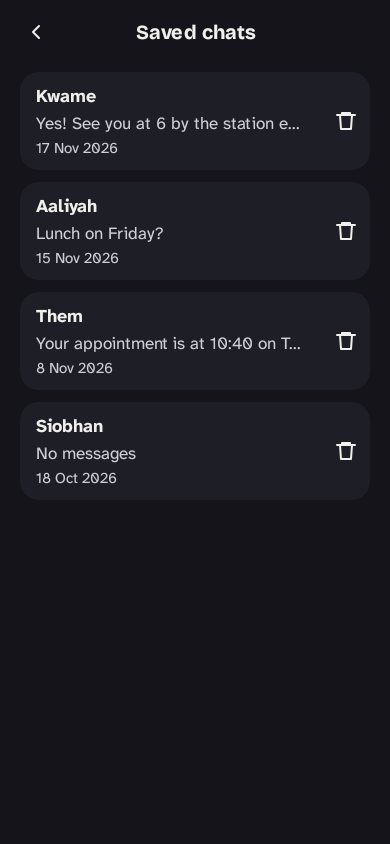 Saved chats
Kwame
Yes! See you at 6 by the station e...
17 Nov 2026
Aaliyah
Lunch on Friday?
15 Nov 2026
Them
Your appointment is at 10:40 on T...
8 Nov 2026
Siobhan
No messages
18 Oct 2026